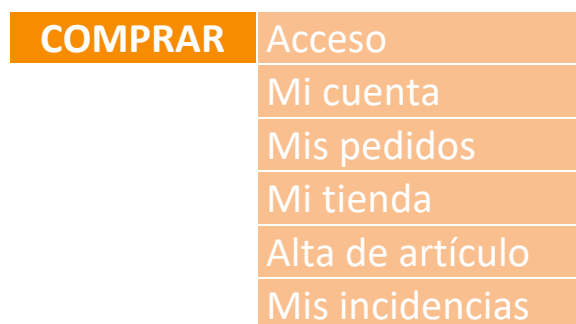 COMPRAR Acceso
Mi cuenta
Mis pedidos
Mi tienda
Alta de artículo
Mis incidencias